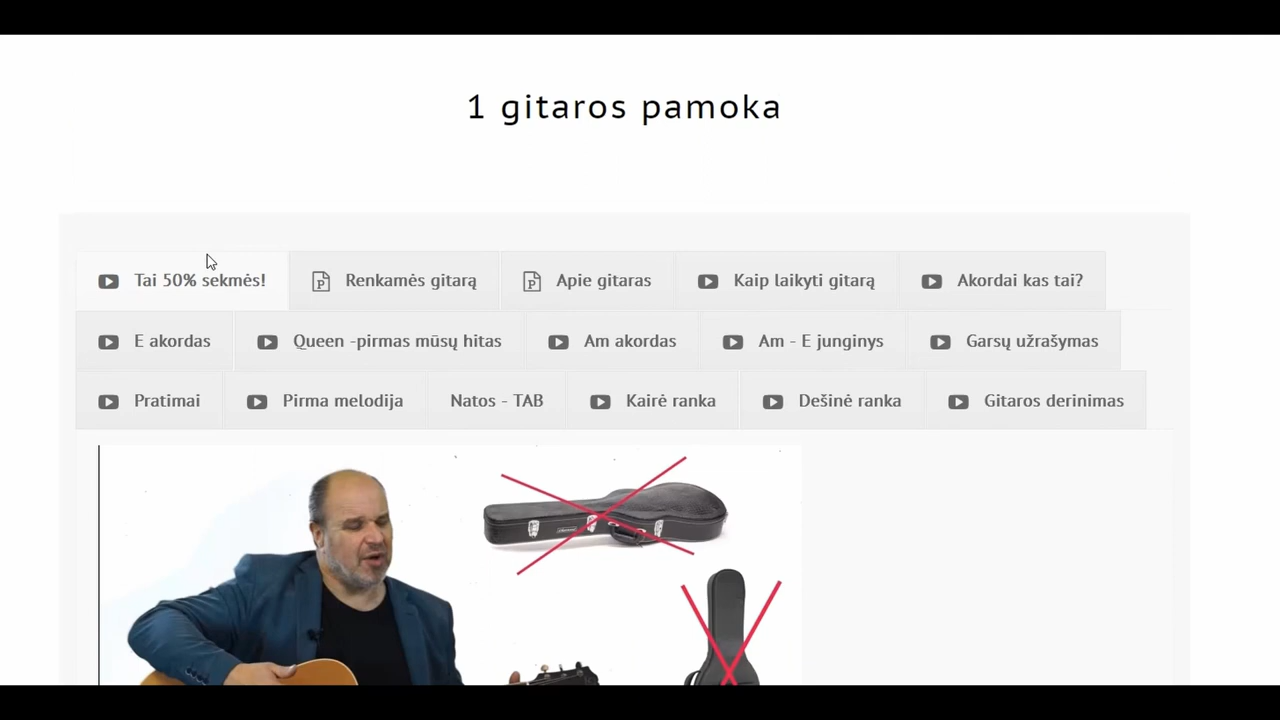 1 gitaros pamoka
Tai 50% sekmės! Renkamės gitarą Apie gitaras Kaip laikyti gitarą Akordai kas tai?
E akordas Queen -pirmas mūsų hitas Am akordas Am - E junginys Garsų užrašymas
Pratimai Pirma melodija Natos - TAB Kairė ranka Dešinė ranka Gitaros derinimas